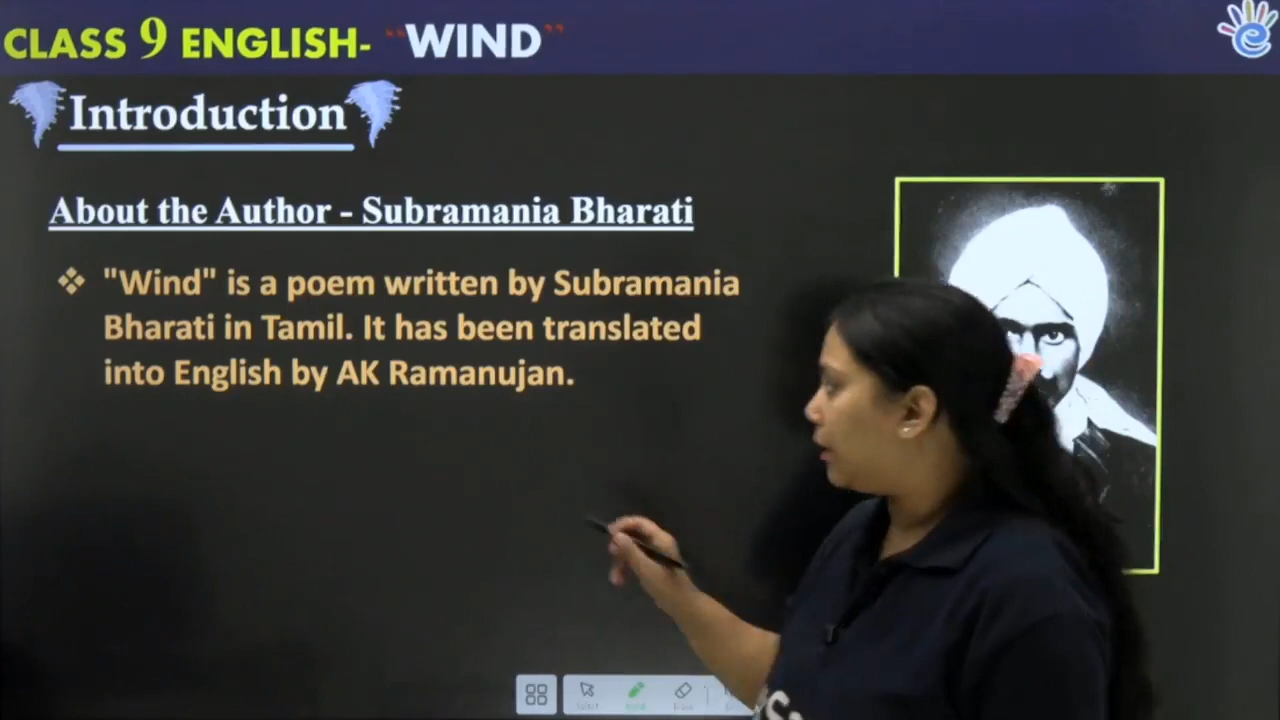 CLASS 9 ENGLISH- "WIND"
Introduction
About the Author - Subramania Bharati
❖ "Wind" is a poem written by Subramania
Bharati in Tamil. It has been translated
into English by AK Ramanujan.
Select